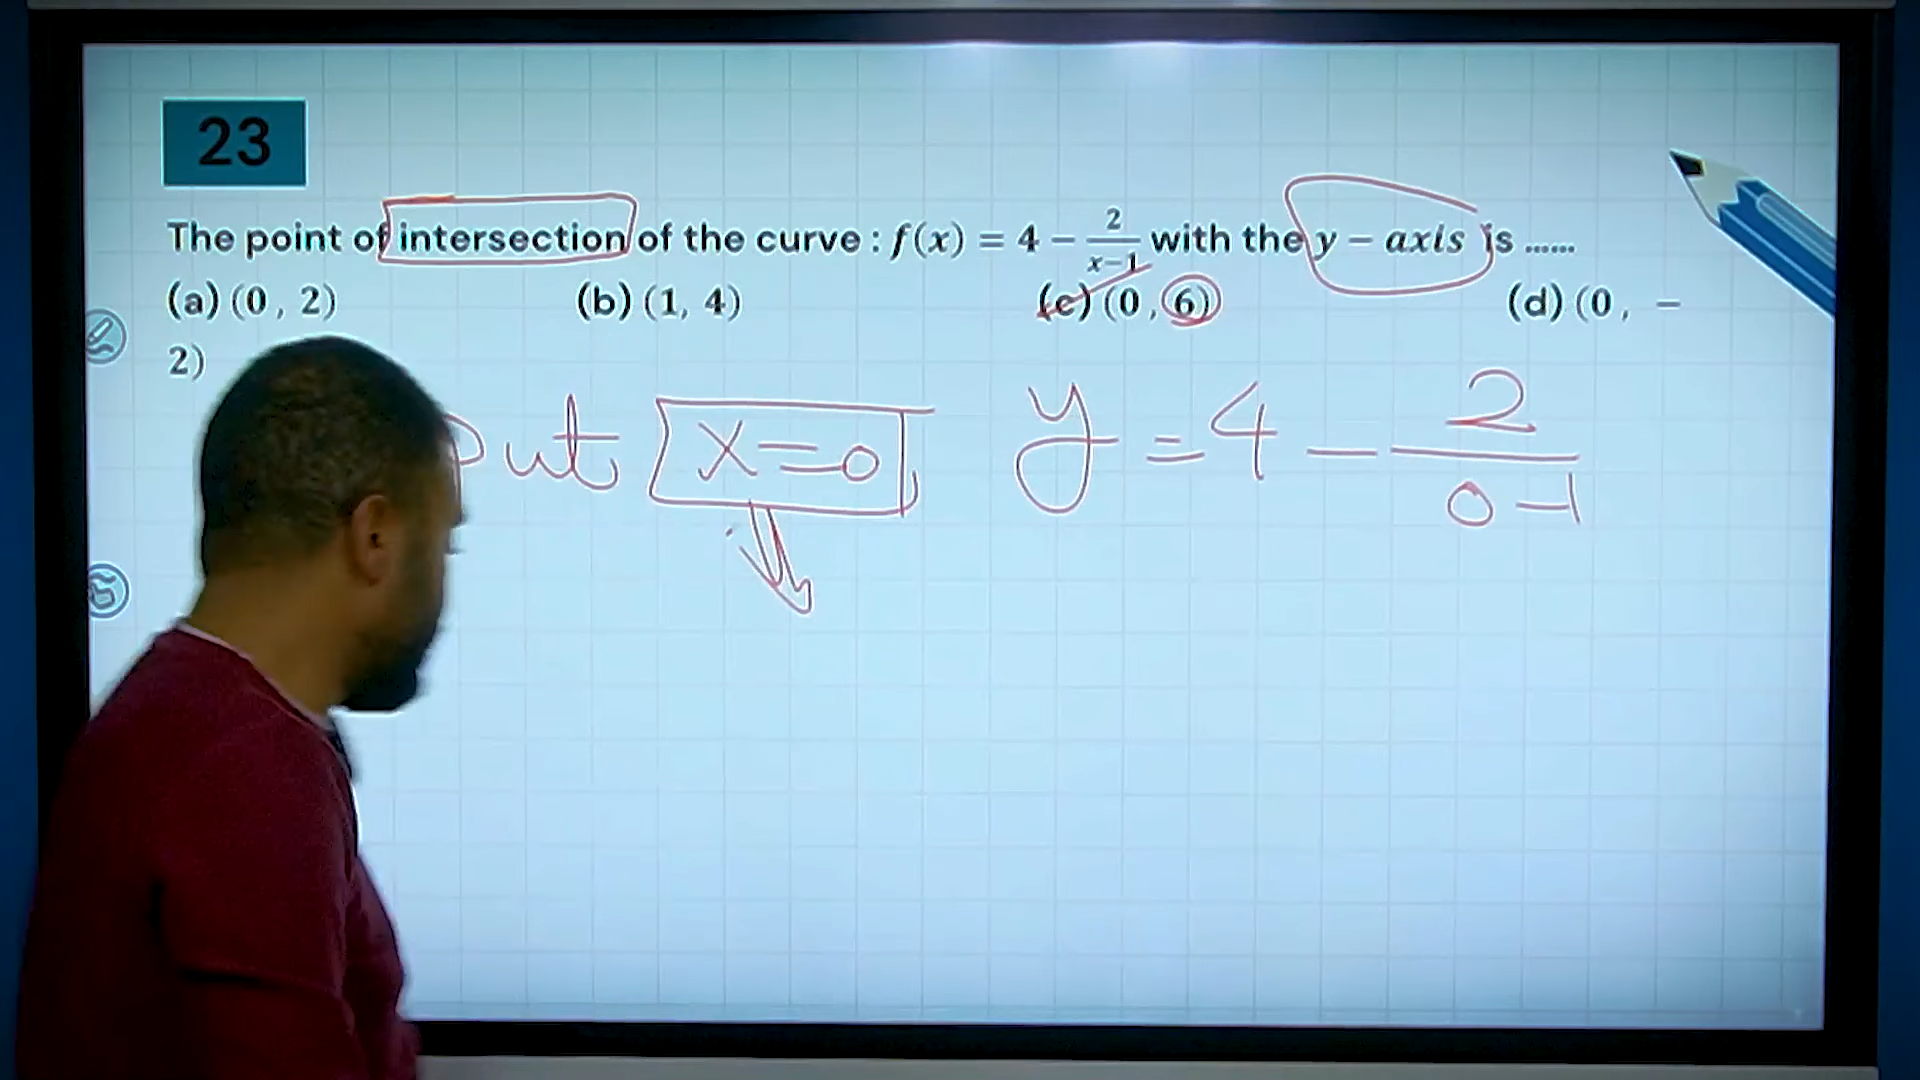 23
The point of intersection of the curve : f(x) = 4 − 2/(x−1) with the y − axis is ......
(a) (0 , 2) (b) (1, 4) (c) (0 , 6) (d) (0 , −
2)
put x=0 y = 4 − 2/(0−1)